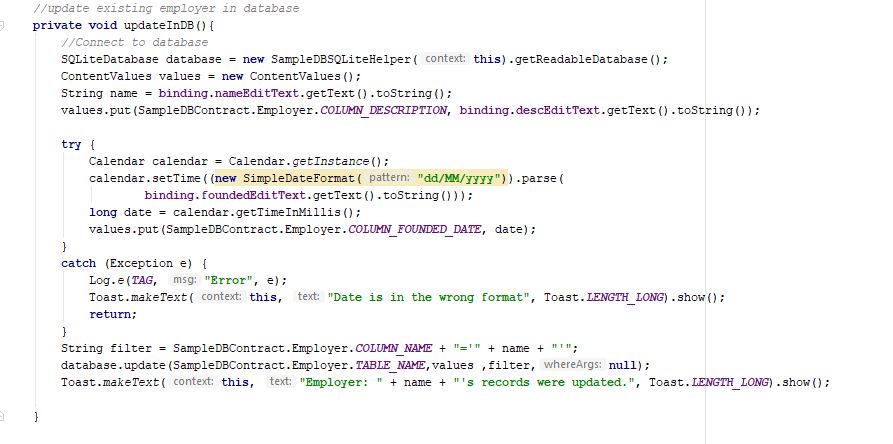 //update existing employer in database
private void updateInDB(){
//Connect to database
SQLiteDatabase database = new SampleDBSQLiteHelper( context: this).getReadableDatabase();
ContentValues values = new ContentValues();
String name = binding.nameEditText.getText().toString();
values.put(SampleDBContract.Employer.COLUMN_DESCRIPTION, binding.descEditText.getText().toString());
try {
Calendar calendar = Calendar.getInstance();
calendar.setTime((new SimpleDateFormat( pattern: "dd/MM/yyyy")).parse(
binding.foundedEditText.getText().toString()));
long date = calendar.getTimeInMillis();
values.put(SampleDBContract.Employer.COLUMN_FOUNDED_DATE, date);
}
catch (Exception e) {
Log.e(TAG, msg: "Error", e);
Toast.makeText( context: this, text: "Date is in the wrong format", Toast.LENGTH_LONG).show();
return;
}
String filter = SampleDBContract.Employer.COLUMN_NAME + "='" + name + "'";
database.update(SampleDBContract.Employer.TABLE_NAME,values ,filter, whereArgs: null);
Toast.makeText( context: this, text: "Employer: " + name + "'s records were updated.", Toast.LENGTH_LONG).show();
}